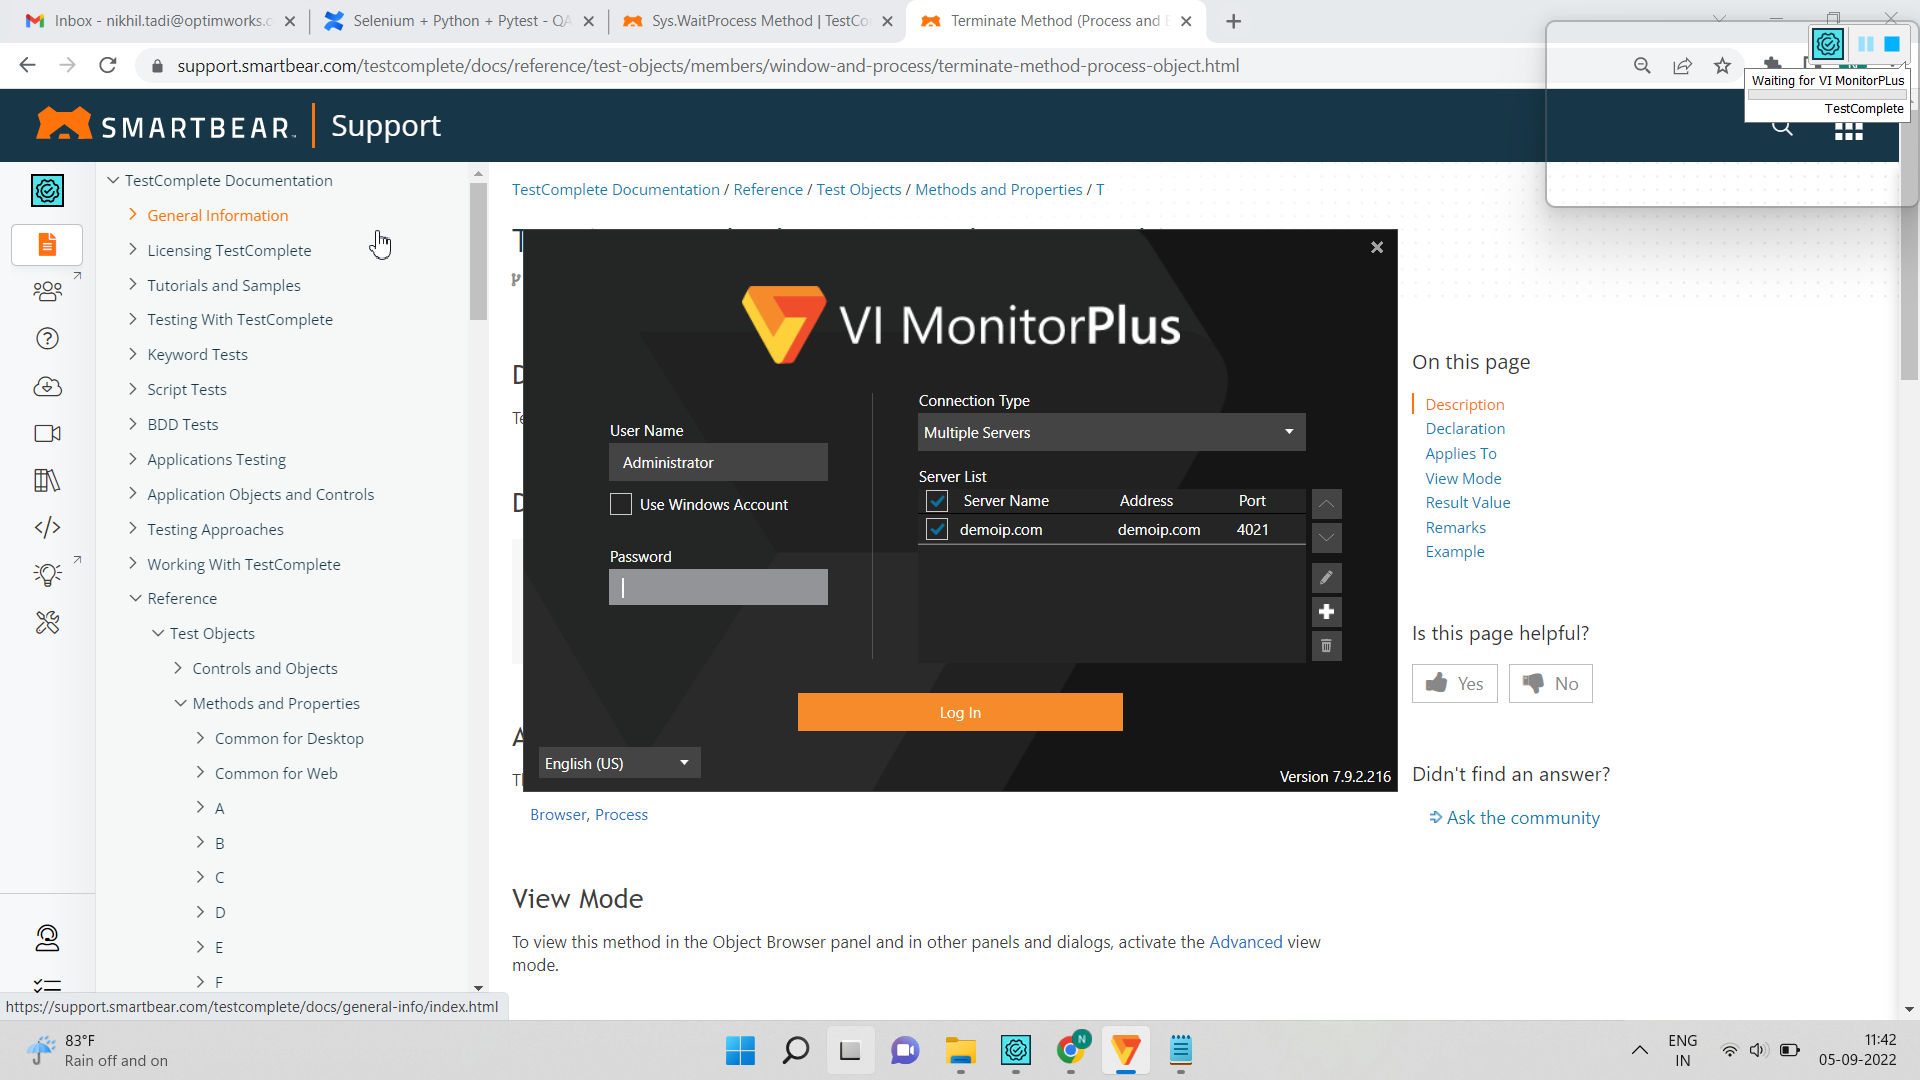 Inbox - nikhil.tadi@optimworks.c
Selenium + Python + Pytest - QA
Sys.WaitProcess Method | TestCo
Terminate Method (Process and B
support.smartbear.com/testcomplete/docs/reference/test-objects/members/window-and-process/terminate-method-process-object.html
Waiting for VI MonitorPLus
TestComplete
SMARTBEAR
Support
TestComplete Documentation
General Information
Licensing TestComplete
Tutorials and Samples
Testing With TestComplete
Keyword Tests
Script Tests
BDD Tests
Applications Testing
Application Objects and Controls
Testing Approaches
Working With TestComplete
Reference
Test Objects
Controls and Objects
Methods and Properties
Common for Desktop
Common for Web
A
B
C
D
E
F
https://support.smartbear.com/testcomplete/docs/general-info/index.html
TestComplete Documentation / Reference / Test Objects / Methods and Properties / T
VI MonitorPlus
User Name
Administrator
Use Windows Account
Password
Connection Type
Multiple Servers
Server List
Server Name Address Port
demoip.com demoip.com 4021
Log In
English (US)
Version 7.9.2.216
Browser, Process
View Mode
To view this method in the Object Browser panel and in other panels and dialogs, activate the Advanced view
mode.
On this page
Description
Declaration
Applies To
View Mode
Result Value
Remarks
Example
Is this page helpful?
Yes
No
Didn't find an answer?
Ask the community
83°F
Rain off and on
N
ENG
IN
11:42
05-09-2022